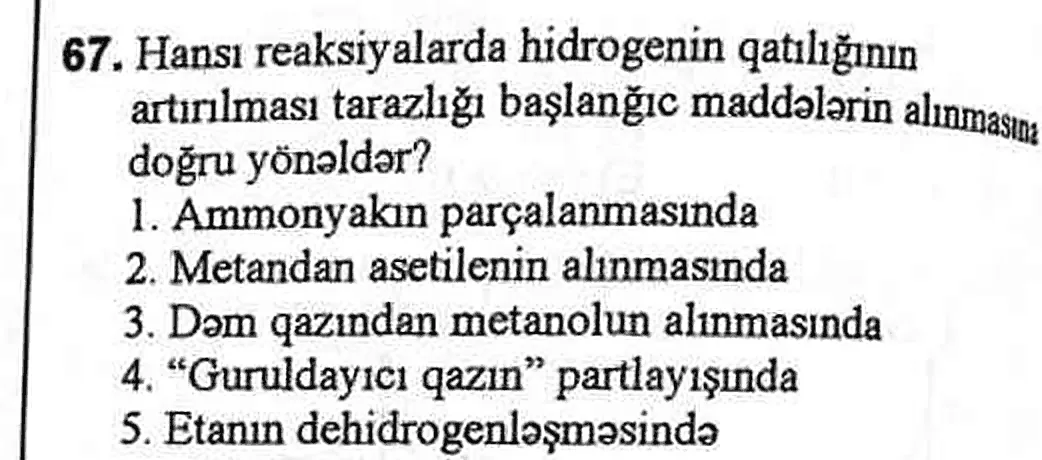 67. Hansı reaksiyalarda hidrogenin qatılığının
artırılması tarazlığı başlanğıc maddələrin alınmasına
doğru yönəldər?
1. Ammonyakın parçalanmasında
2. Metandan asetilenin alınmasında
3. Dəm qazından metanolun alınmasında
4. “Guruldayıcı qazın” partlayışında
5. Etanın dehidrogenləşməsində